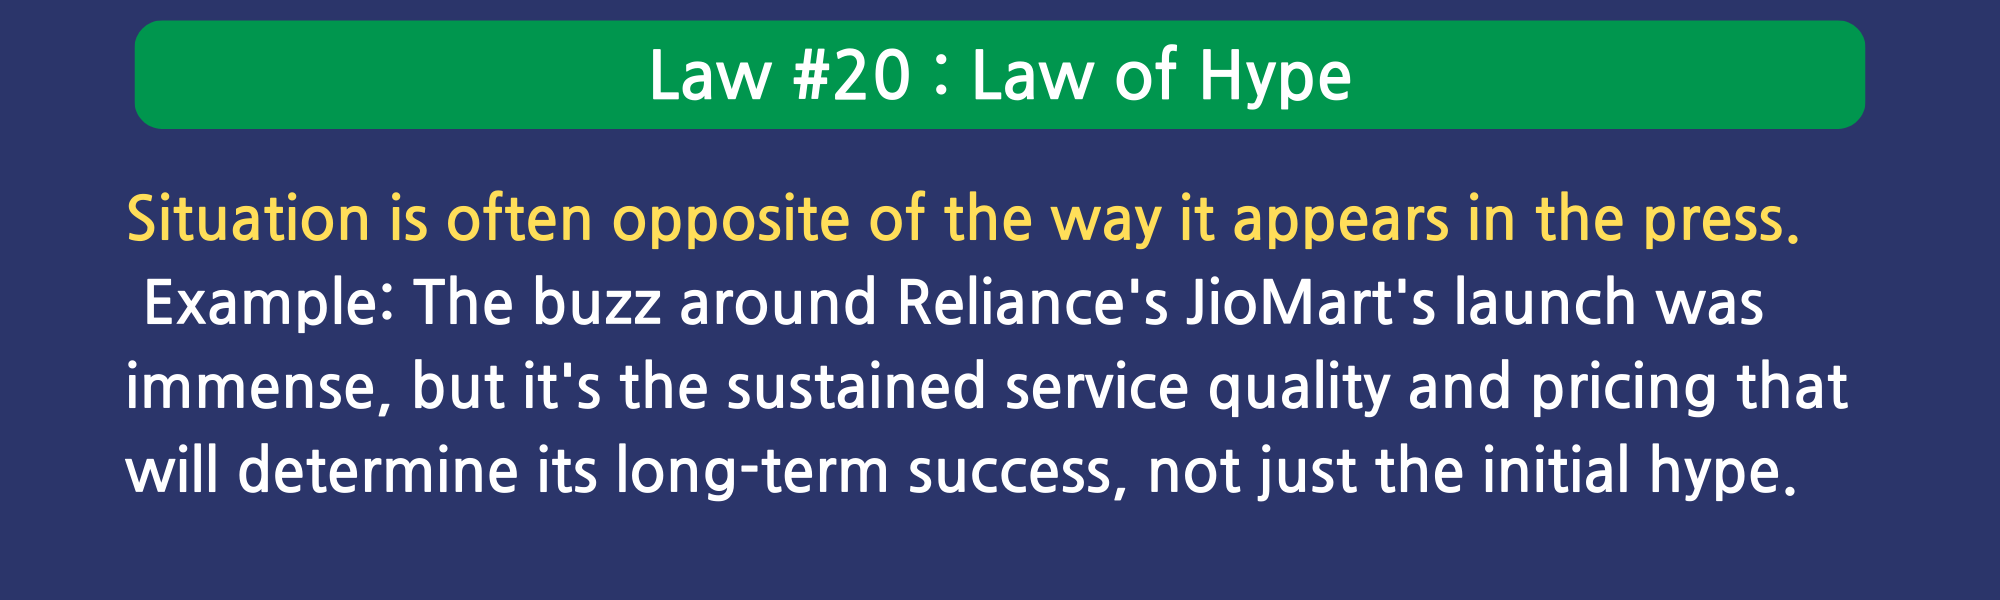 Law #20 : Law of Hype
Situation is often opposite of the way it appears in the press.
Example: The buzz around Reliance's JioMart's launch was
immense, but it's the sustained service quality and pricing that
will determine its long-term success, not just the initial hype.